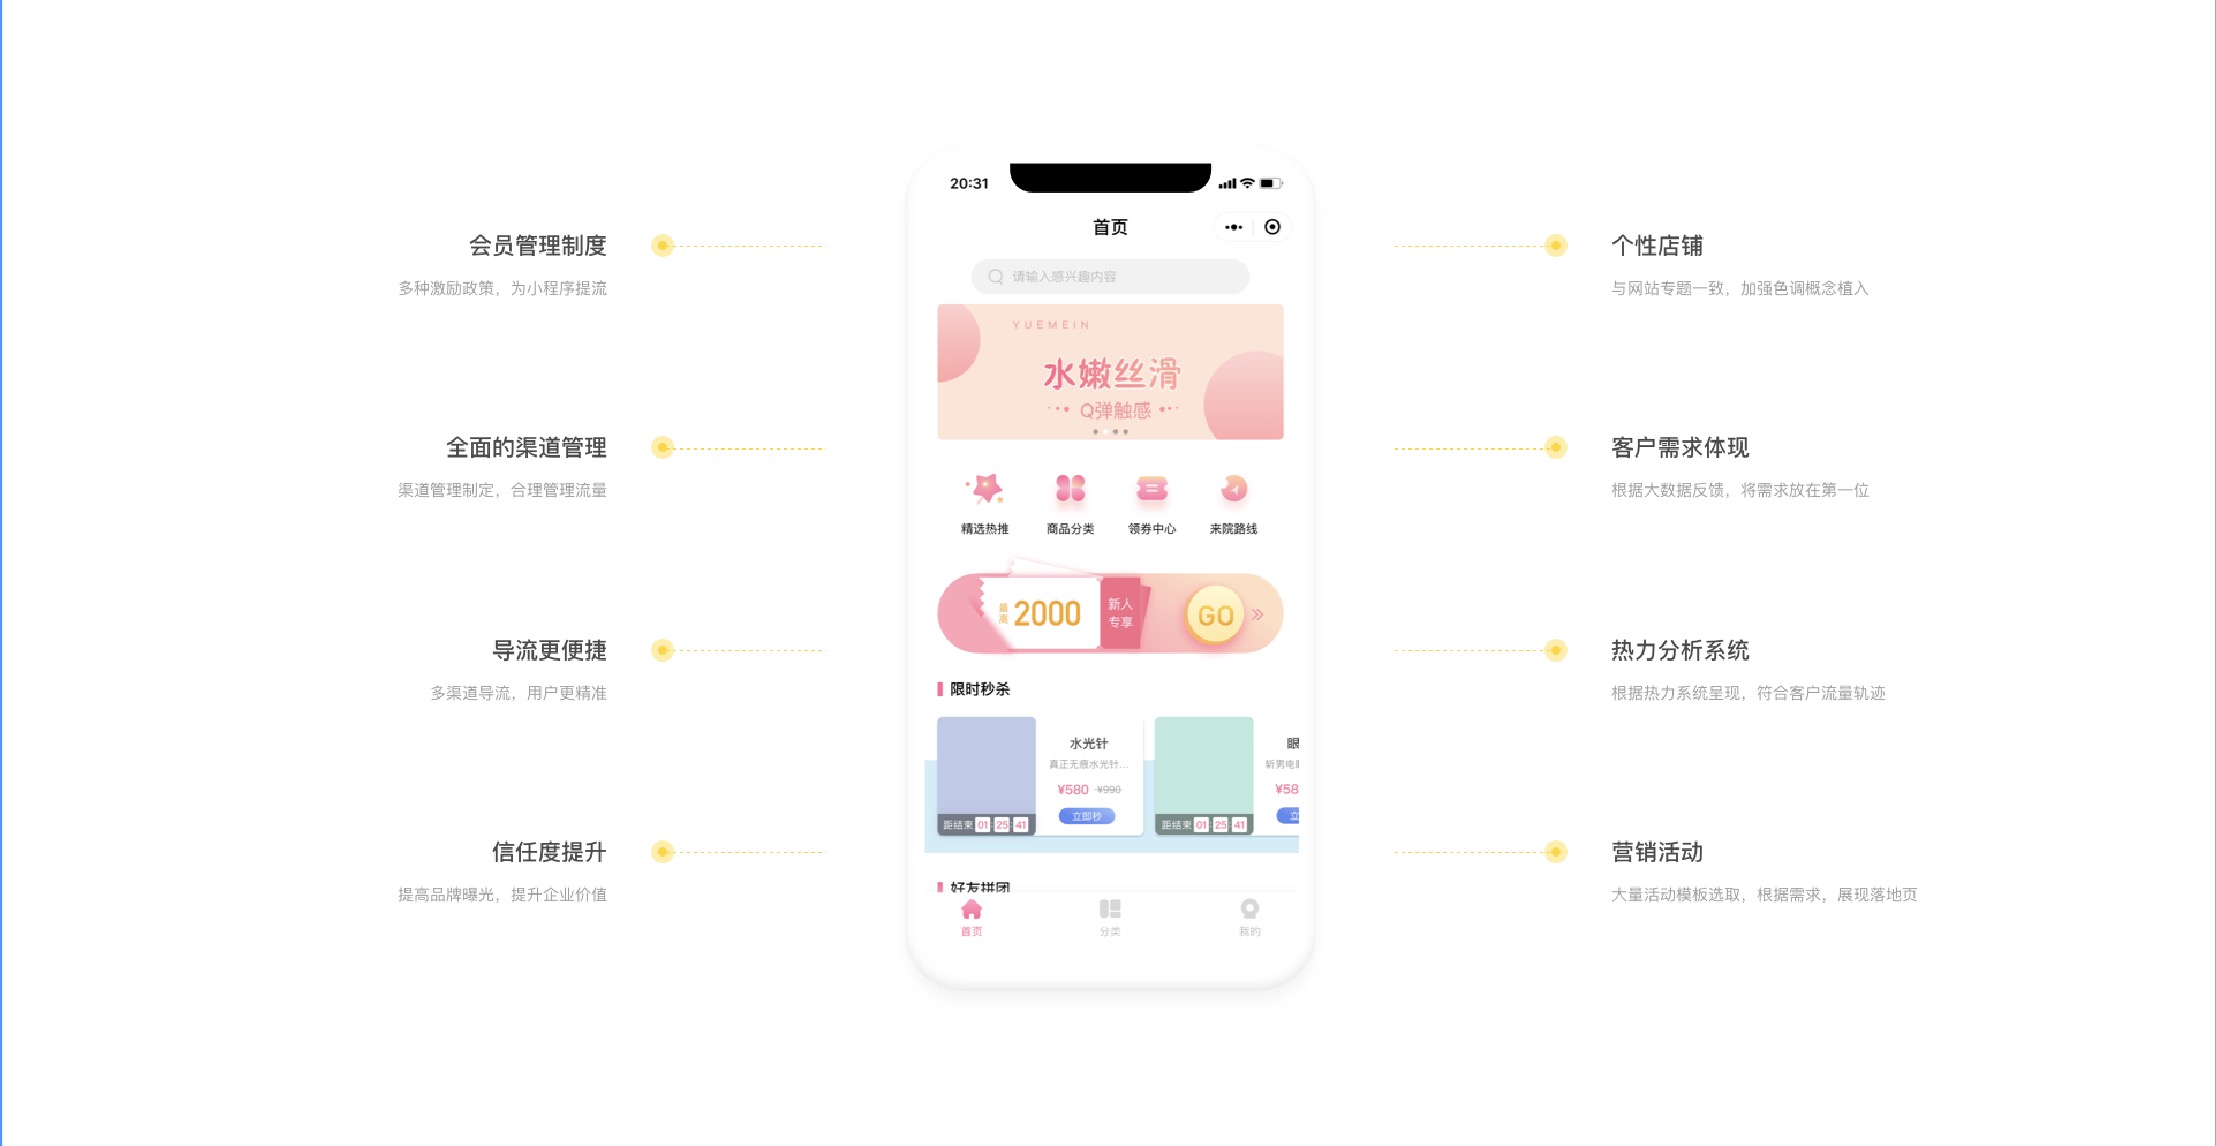 会员管理制度
多种激励政策，为小程序提流
全面的渠道管理
渠道管理制定，合理管理流量
导流更便捷
多渠道导流，用户更精准
信任度提升
提高品牌曝光，提升企业价值
20:31
首页
请输入感兴趣内容
YUEMEIN
水嫩丝滑
Q弹触感
精选热推 商品分类 领券中心 来院路线
最高 2000 新人专享 GO
限时秒杀
水光针
真正无痕水光针...
¥580 ¥990
立即秒
距结束 01:25:41
眼
斩男电
¥58
立
距结束 01:25:41
好友拼团
首页 分类 我的
个性店铺
与网站专题一致，加强色调概念植入
客户需求体现
根据大数据反馈，将需求放在第一位
热力分析系统
根据热力系统呈现，符合客户流量轨迹
营销活动
大量活动模板选取，根据需求，展现落地页